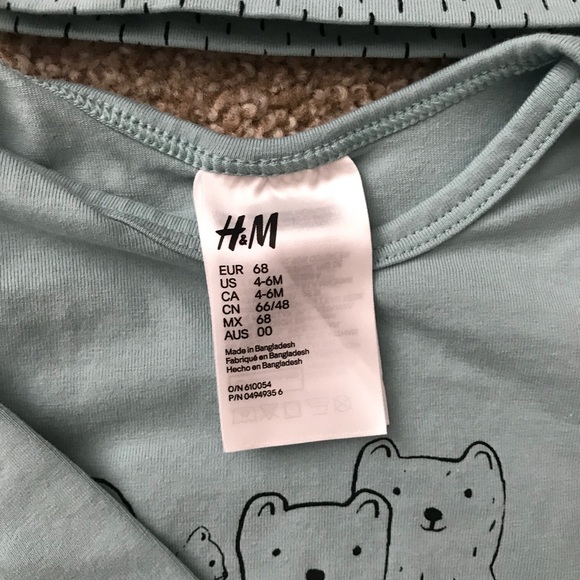 H&M
EUR 68
US 4-6M
CA 4-6M
CN 66/48
MX 68
AUS 00
Made in Bangladesh
Fabriqué en Bangladesh
Hecho en Bangladesh
O/N 610054
P/N 0494935 6